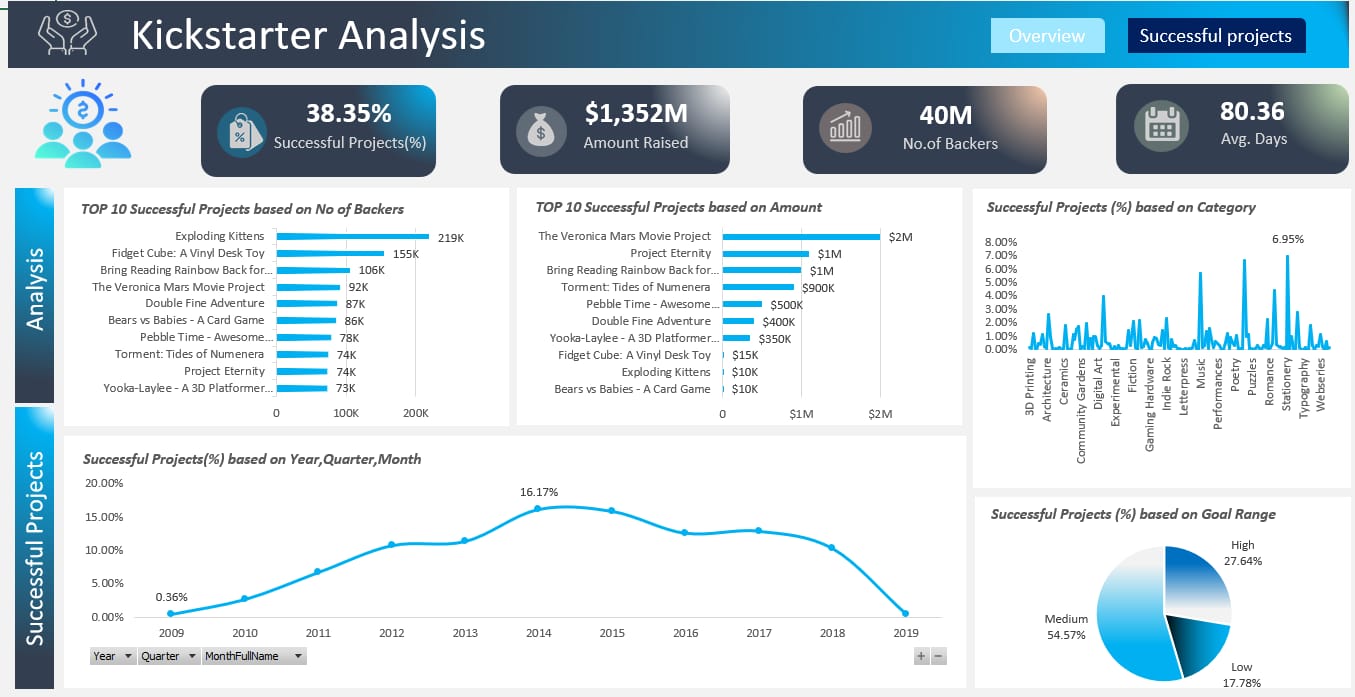 Kickstarter Analysis
Overview
Successful projects
38.35%
Successful Projects(%)
$1,352M
Amount Raised
40M
No.of Backers
80.36
Avg. Days
Analysis
TOP 10 Successful Projects based on No of Backers
Exploding Kittens 219K
Fidget Cube: A Vinyl Desk Toy 155K
Bring Reading Rainbow Back for... 106K
The Veronica Mars Movie Project 92K
Double Fine Adventure 87K
Bears vs Babies - A Card Game 86K
Pebble Time - Awesome... 78K
Torment: Tides of Numenera 74K
Project Eternity 74K
Yooka-Laylee - A 3D Platformer... 73K
0 100K 200K
TOP 10 Successful Projects based on Amount
The Veronica Mars Movie Project $2M
Project Eternity $1M
Bring Reading Rainbow Back for... $1M
Torment: Tides of Numenera $900K
Pebble Time - Awesome... $500K
Double Fine Adventure $400K
Yooka-Laylee - A 3D Platformer... $350K
Fidget Cube: A Vinyl Desk Toy $15K
Exploding Kittens $10K
Bears vs Babies - A Card Game $10K
0 $1M $2M
Successful Projects (%) based on Category
6.95%
8.00%
7.00%
6.00%
5.00%
4.00%
3.00%
2.00%
1.00%
0.00%
3D Printing
Architecture
Ceramics
Community Gardens
Digital Art
Experimental
Fiction
Gaming Hardware
Indie Rock
Letterpress
Music
Performances
Poetry
Puzzles
Romance
Stationery
Typography
Webseries
Successful Projects
Successful Projects(%) based on Year,Quarter,Month
20.00%
15.00%
10.00%
5.00%
0.00%
0.36%
16.17%
2009 2010 2011 2012 2013 2014 2015 2016 2017 2018 2019
Year Quarter MonthFullName
+ −
Successful Projects (%) based on Goal Range
High
27.64%
Medium
54.57%
Low
17.78%